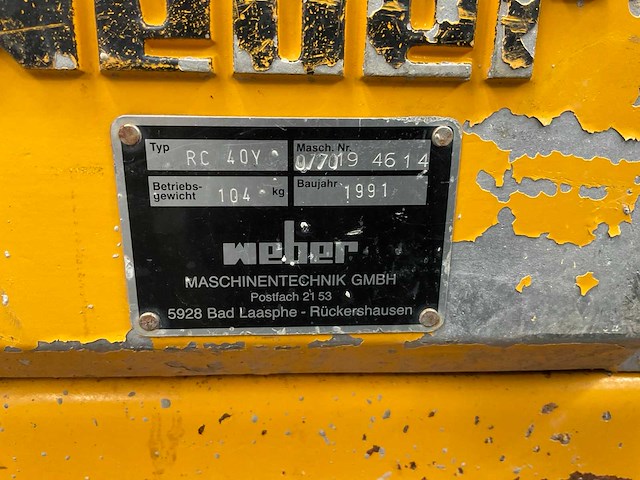 weber
Typ RC 40Y
Masch. Nr. 0/7019 4614
Betriebs-
gewicht 104 kg
Baujahr 1991
weber
MASCHINENTECHNIK GMBH
Postfach 21 53
5928 Bad Laasphe - Rückershausen